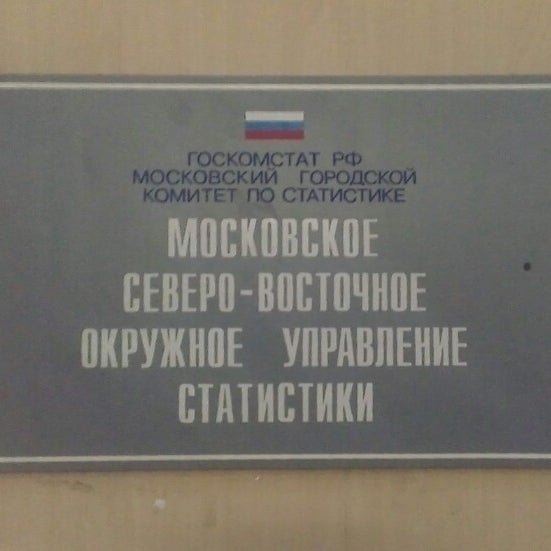 ГОСКОМСТАТ РФ
МОСКОВСКИЙ ГОРОДСКОЙ
КОМИТЕТ ПО СТАТИСТИКЕ
МОСКОВСКОЕ
СЕВЕРО-ВОСТОЧНОЕ
ОКРУЖНОЕ УПРАВЛЕНИЕ
СТАТИСТИКИ